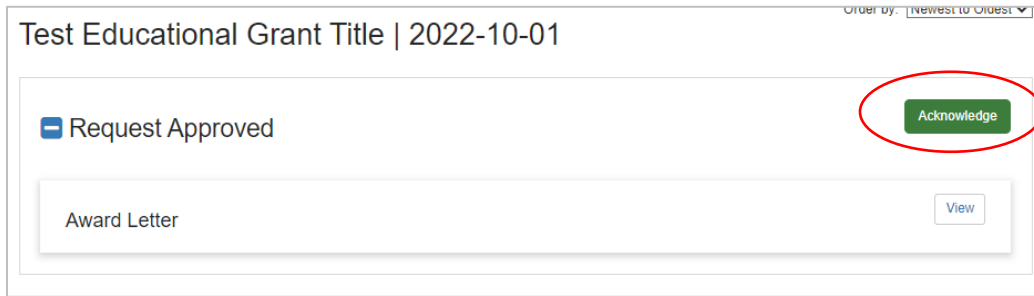 Order by: Newest to Oldest
Test Educational Grant Title | 2022-10-01
Request Approved
Acknowledge
Award Letter
View